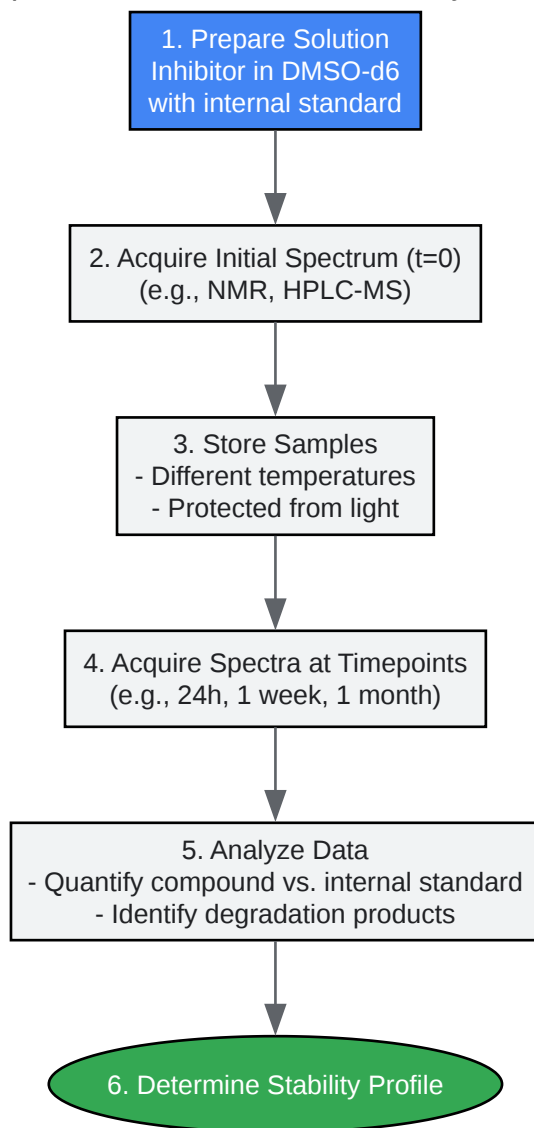 1. Prepare Solution
Inhibitor in DMSO-d6
with internal standard
2. Acquire Initial Spectrum (t=0)
(e.g., NMR, HPLC-MS)
3. Store Samples
- Different temperatures
- Protected from light
4. Acquire Spectra at Timepoints
(e.g., 24h, 1 week, 1 month)
5. Analyze Data
- Quantify compound vs. internal standard
- Identify degradation products
6. Determine Stability Profile